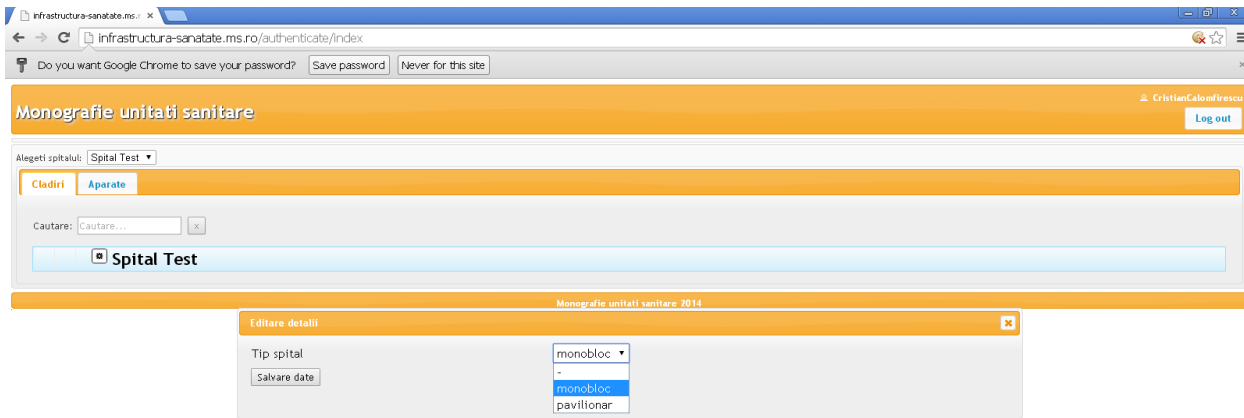 infrastructura-sanatate.ms.r
infrastructura-sanatate.ms.ro/authenticate/index
Do you want Google Chrome to save your password? Save password Never for this site
Monografie unitati sanitare
CristianCalomfirescu
Log out
Alegeti spitalul: Spital Test
Cladiri Aparate
Cautare: Cautare... x
Spital Test
Monografie unitati sanitare 2014
Editare detalii
Tip spital monobloc
-
Salvare date
monobloc
pavilionar